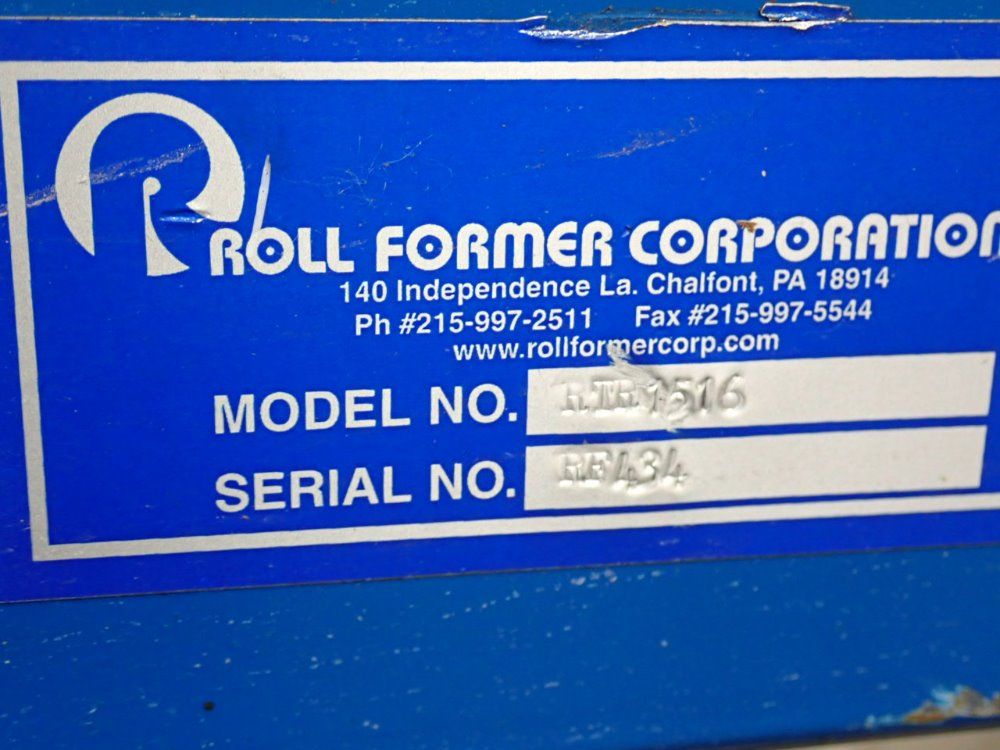 ROLL FORMER CORPORATION
140 Independence La. Chalfont, PA 18914
Ph #215-997-2511 Fax #215-997-5544
www.rollformercorp.com
MODEL NO.
SERIAL NO. RF434